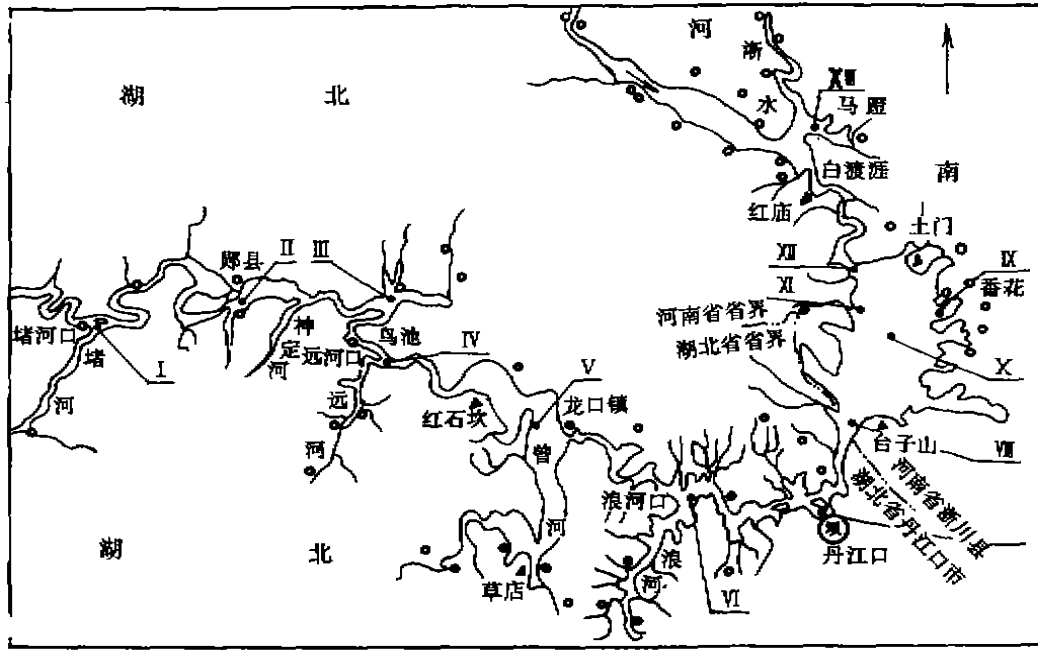 河
淅
水
湖 北
ⅩⅢ
马蹬
白渡涯
南
红庙
土门
郧县
Ⅱ
Ⅲ
Ⅻ
Ⅸ
番花
Ⅺ
河南省省界
湖北省省界
堵河口
堵
河
Ⅰ
神
定
河
鸟池
远河口
Ⅳ
Ⅴ
Ⅹ
远
河
红石坎
龙口镇
曾
河
台子山
Ⅷ
浪河口
浪
河
河南省淅川县
湖北省丹江口市
丹江口
湖 北
草店
Ⅵ